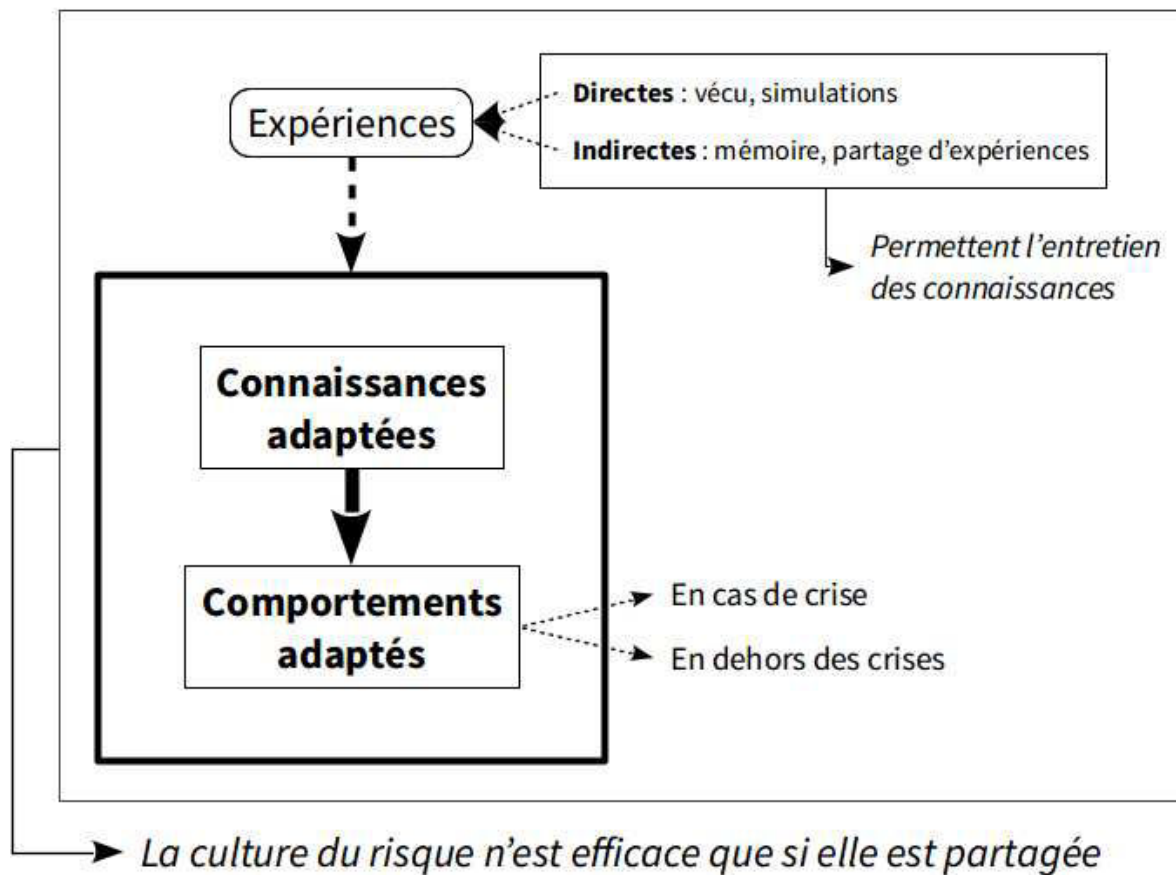 Expériences
Directes : vécu, simulations
Indirectes : mémoire, partage d'expériences
Permettent l'entretien
des connaissances
Connaissances
adaptées
Comportements
adaptés
En cas de crise
En dehors des crises
La culture du risque n'est efficace que si elle est partagée